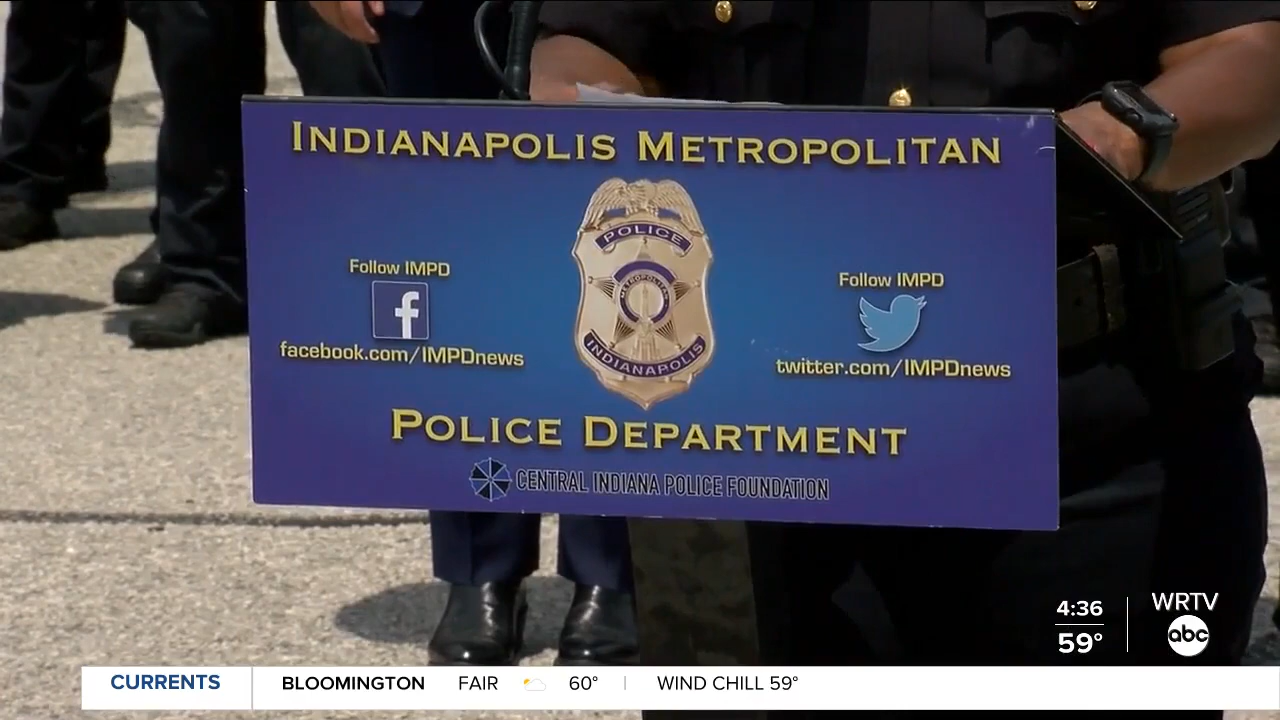 INDIANAPOLIS METROPOLITAN
POLICE
METROPOLITAN
INDIANAPOLIS
Follow IMPD
f
facebook.com/IMPDnews
Follow IMPD
twitter.com/IMPDnews
POLICE DEPARTMENT
CENTRAL INDIANA POLICE FOUNDATION
4:36
59°
WRTV
abc
CURRENTS BLOOMINGTON FAIR 60° WIND CHILL 59°